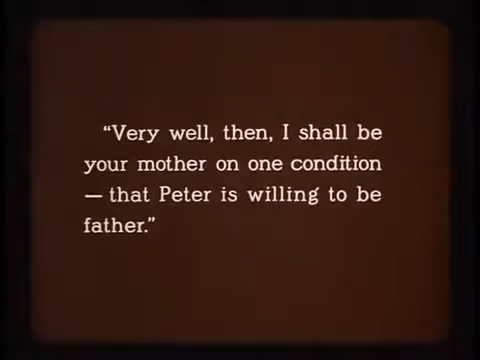 “Very well, then, I shall be
your mother on one condition
— that Peter is willing to be
father.”